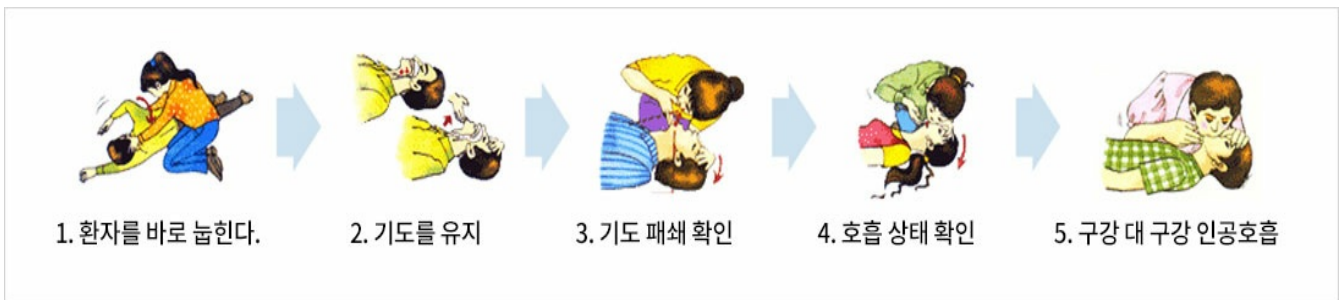 1. 환자를 바로 눕힌다.
2. 기도를 유지
3. 기도 패쇄 확인
4. 호흡 상태 확인
5. 구강 대 구강 인공호흡